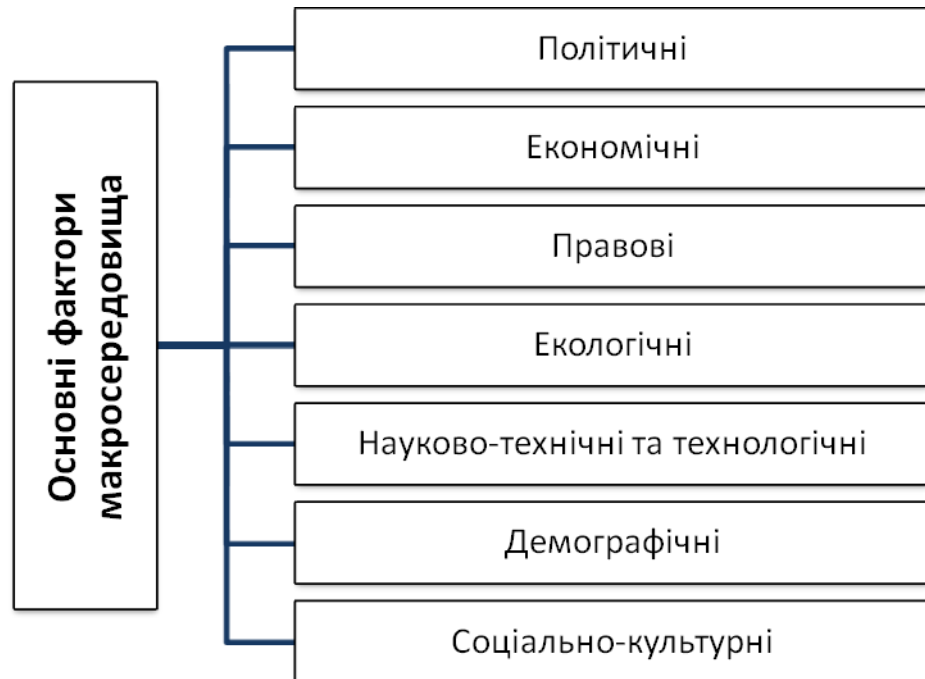 Основні фактори
макросередовища
Політичні
Економічні
Правові
Екологічні
Науково-технічні та технологічні
Демографічні
Соціально-культурні